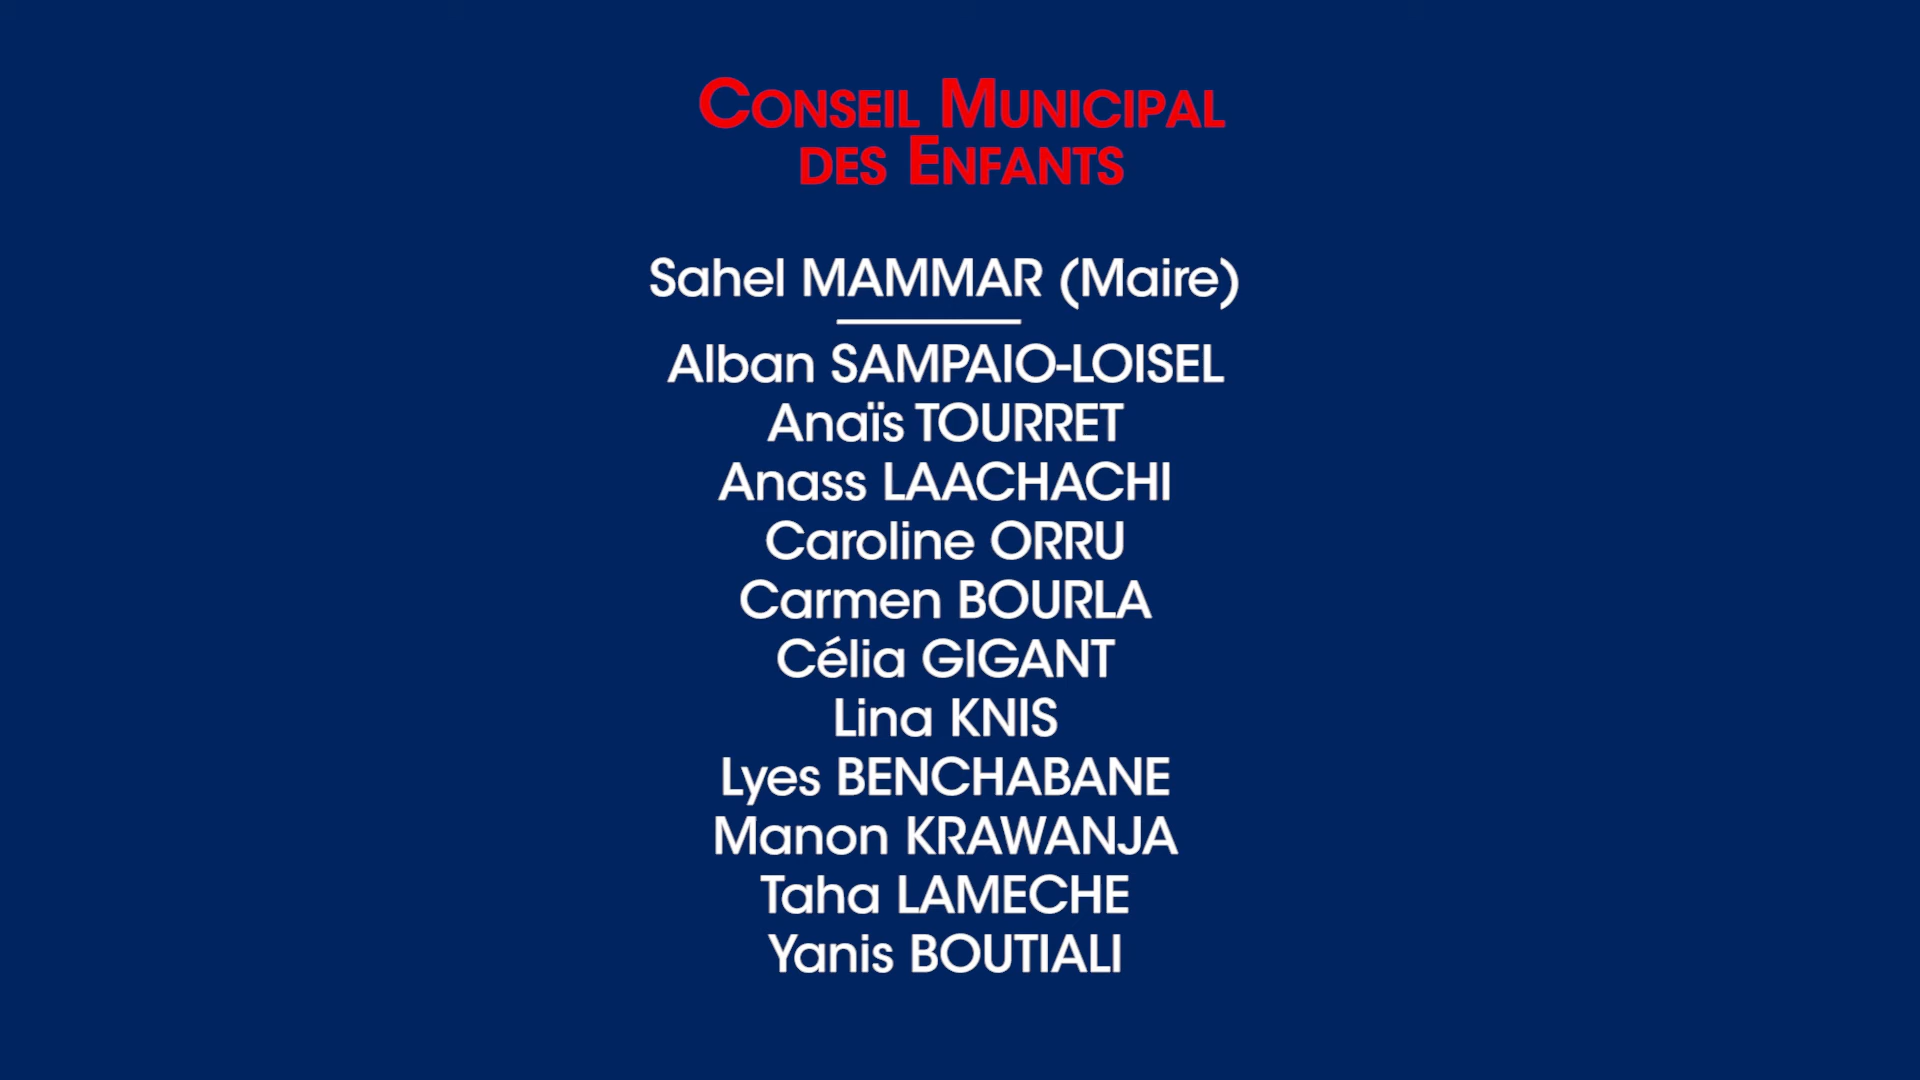 CONSEIL MUNICIPAL
DES ENFANTS
Sahel MAMMAR (Maire)
Alban SAMPAIO-LOISEL
Anaïs TOURRET
Anass LAACHACHI
Caroline ORRU
Carmen BOURLA
Célia GIGANT
Lina KNIS
Lyes BENCHABANE
Manon KRAWANJA
Taha LAMECHE
Yanis BOUTIALI